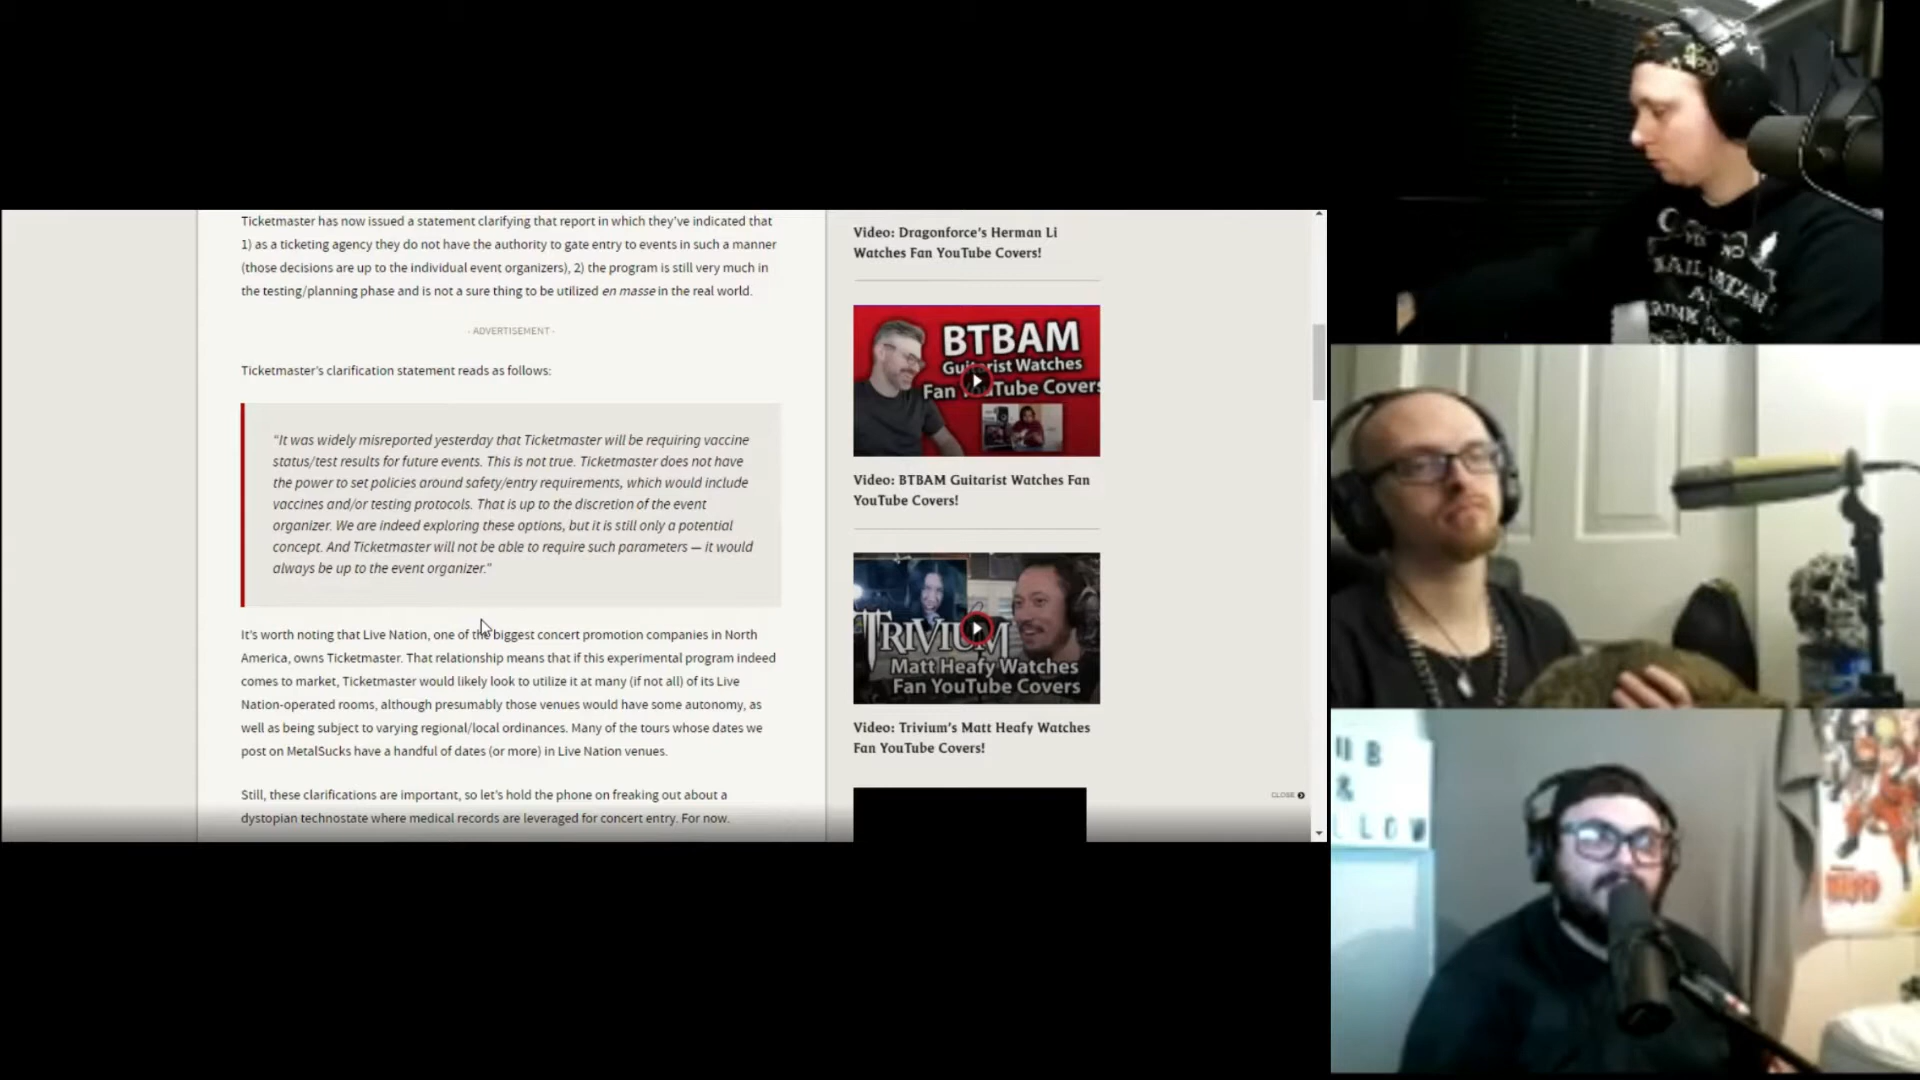 Ticketmaster has now issued a statement clarifying that report in which they've indicated that
1) as a ticketing agency they do not have the authority to gate entry to events in such a manner
(those decisions are up to the individual event organizers), 2) the program is still very much in
the testing/planning phase and is not a sure thing to be utilized en masse in the real world.
- ADVERTISEMENT -
Ticketmaster's clarification statement reads as follows:
"It was widely misreported yesterday that Ticketmaster will be requiring vaccine
status/test results for future events. This is not true. Ticketmaster does not have
the power to set policies around safety/entry requirements, which would include
vaccines and/or testing protocols. That is up to the discretion of the event
organizer. We are indeed exploring these options, but it is still only a potential
concept. And Ticketmaster will not be able to require such parameters — it would
always be up to the event organizer."
It's worth noting that Live Nation, one of the biggest concert promotion companies in North
America, owns Ticketmaster. That relationship means that if this experimental program indeed
comes to market, Ticketmaster would likely look to utilize it at many (if not all) of its Live
Nation-operated rooms, although presumably those venues would have some autonomy, as
well as being subject to varying regional/local ordinances. Many of the tours whose dates we
post on MetalSucks have a handful of dates (or more) in Live Nation venues.
Still, these clarifications are important, so let's hold the phone on freaking out about a
dystopian technostate where medical records are leveraged for concert entry. For now.
Video: Dragonforce's Herman Li
Watches Fan YouTube Covers!
BTBAM
Guitarist Watches
Fan YouTube Covers
Video: BTBAM Guitarist Watches Fan
YouTube Covers!
TRIVIUM
Matt Heafy Watches
Fan YouTube Covers
Video: Trivium's Matt Heafy Watches
Fan YouTube Covers!
CLOSE
HAIL SATAN
UB
&
LLOW